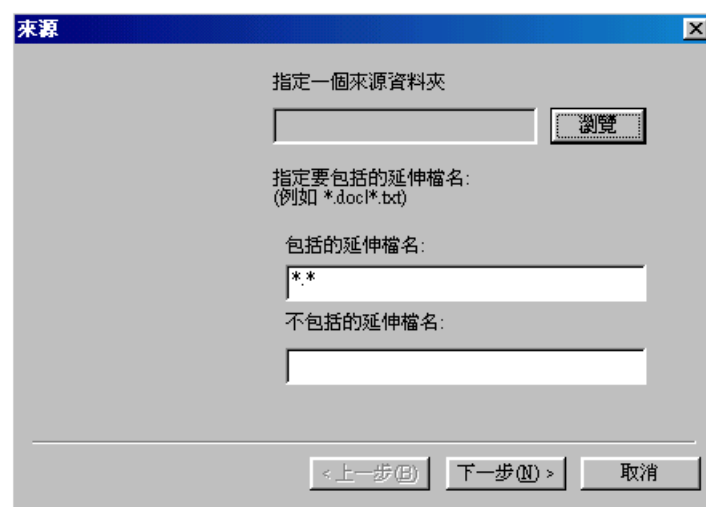 來源
指定一個來源資料夾
瀏覽
指定要包括的延伸檔名:
(例如 *.doc|*.txt)
包括的延伸檔名:
*.*
不包括的延伸檔名:
< 上一步(B)
下一步(N) >
取消